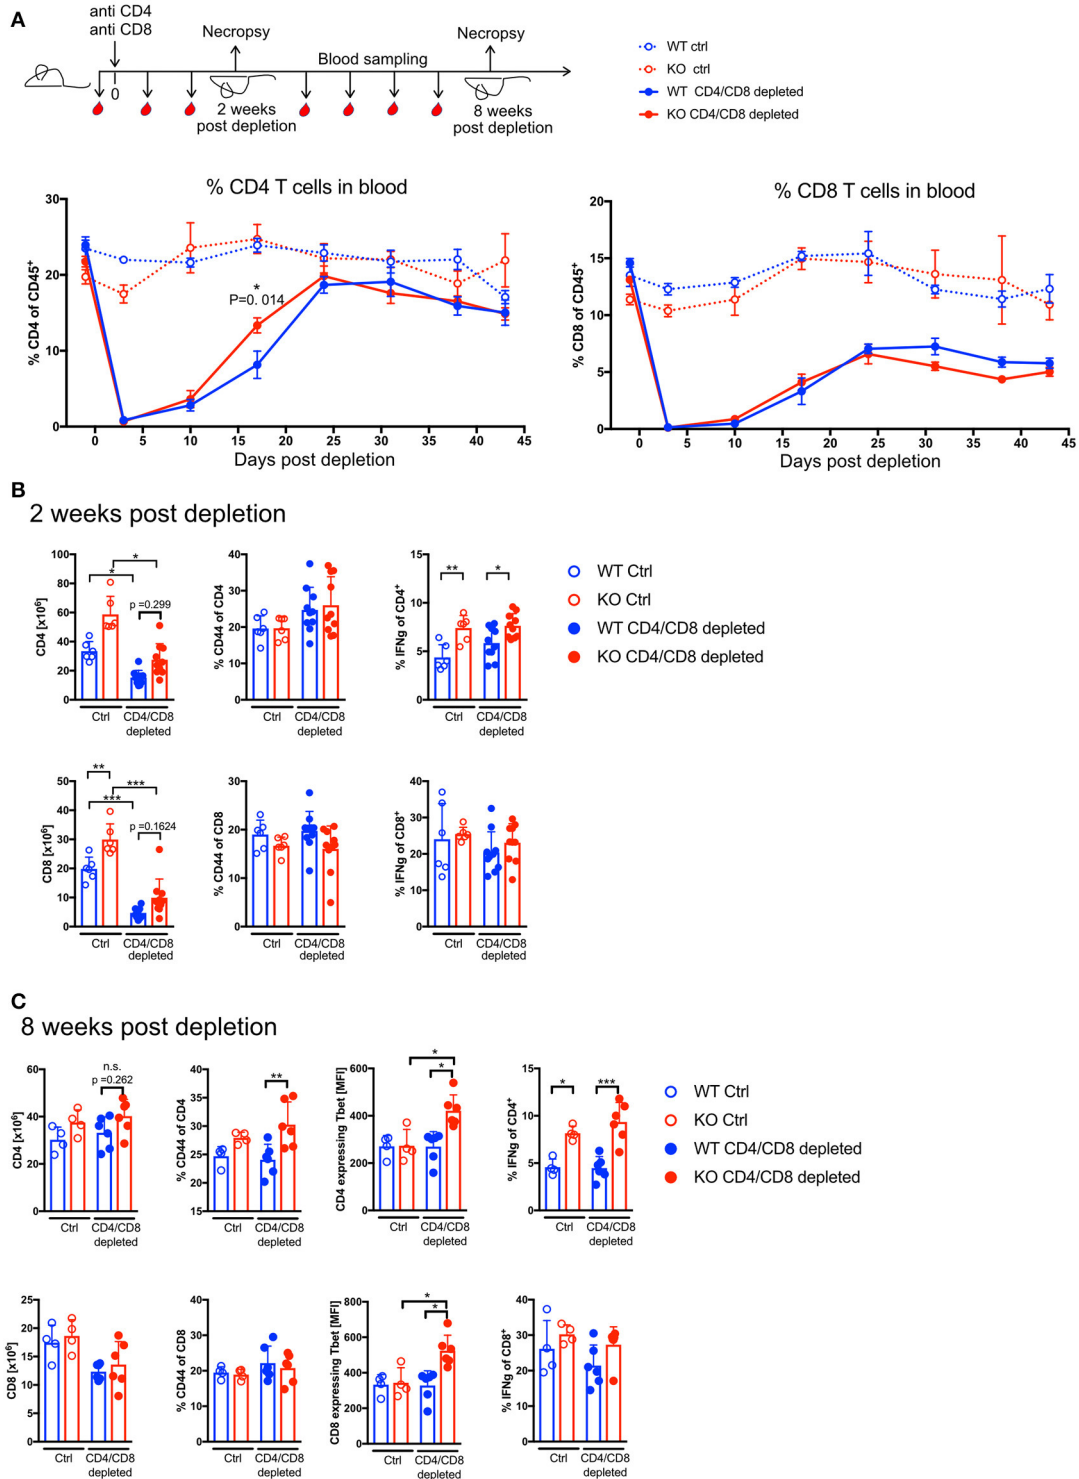 A
anti CD4
anti CD8
Necropsy
Blood sampling
Necropsy
0
2 weeks
post depletion
8 weeks
post depletion
WT ctrl
KO ctrl
WT CD4/CD8 depleted
KO CD4/CD8 depleted
% CD4 T cells in blood
% CD4 of CD45+
30
20
10
0
*
P=0. 014
0 5 10 15 20 25 30 35 40 45
Days post depletion
% CD8 T cells in blood
% CD8 of CD45+
20
15
10
5
0
0 5 10 15 20 25 30 35 40 45
Days post depletion
B
2 weeks post depletion
CD4 [x10⁶]
100
80
60
40
20
0
*
*
p =0.299
Ctrl
CD4/CD8
depleted
% CD44 of CD4
40
30
20
10
0
Ctrl
CD4/CD8
depleted
% IFNg of CD4⁺
15
10
5
0
**
*
Ctrl
CD4/CD8
depleted
WT Ctrl
KO Ctrl
WT CD4/CD8 depleted
KO CD4/CD8 depleted
CD8 [x10⁶]
50
40
30
20
10
0
**
***
***
p =0.1624
Ctrl
CD4/CD8
depleted
% CD44 of CD8
30
20
10
0
Ctrl
CD4/CD8
depleted
% IFNg of CD8⁺
40
30
20
10
0
Ctrl
CD4/CD8
depleted
C
8 weeks post depletion
CD4 [x10⁶]
60
40
20
0
n.s.
p =0.262
Ctrl
CD4/CD8
depleted
% CD44 of CD4
40
35
30
25
20
15
**
Ctrl
CD4/CD8
depleted
CD4 expressing Tbet [MFI]
600
400
200
0
*
*
Ctrl
CD4/CD8
depleted
% IFNg of CD4⁺
15
10
5
0
*
***
Ctrl
CD4/CD8
depleted
WT Ctrl
KO Ctrl
WT CD4/CD8 depleted
KO CD4/CD8 depleted
CD8 [x10⁶]
25
20
15
10
5
0
Ctrl
CD4/CD8
depleted
% CD44 of CD8
40
30
20
10
0
Ctrl
CD4/CD8
depleted
CD8 expressing Tbet [MFI]
800
600
400
200
0
*
*
Ctrl
CD4/CD8
depleted
% IFNg of CD8⁺
40
30
20
10
0
Ctrl
CD4/CD8
depleted